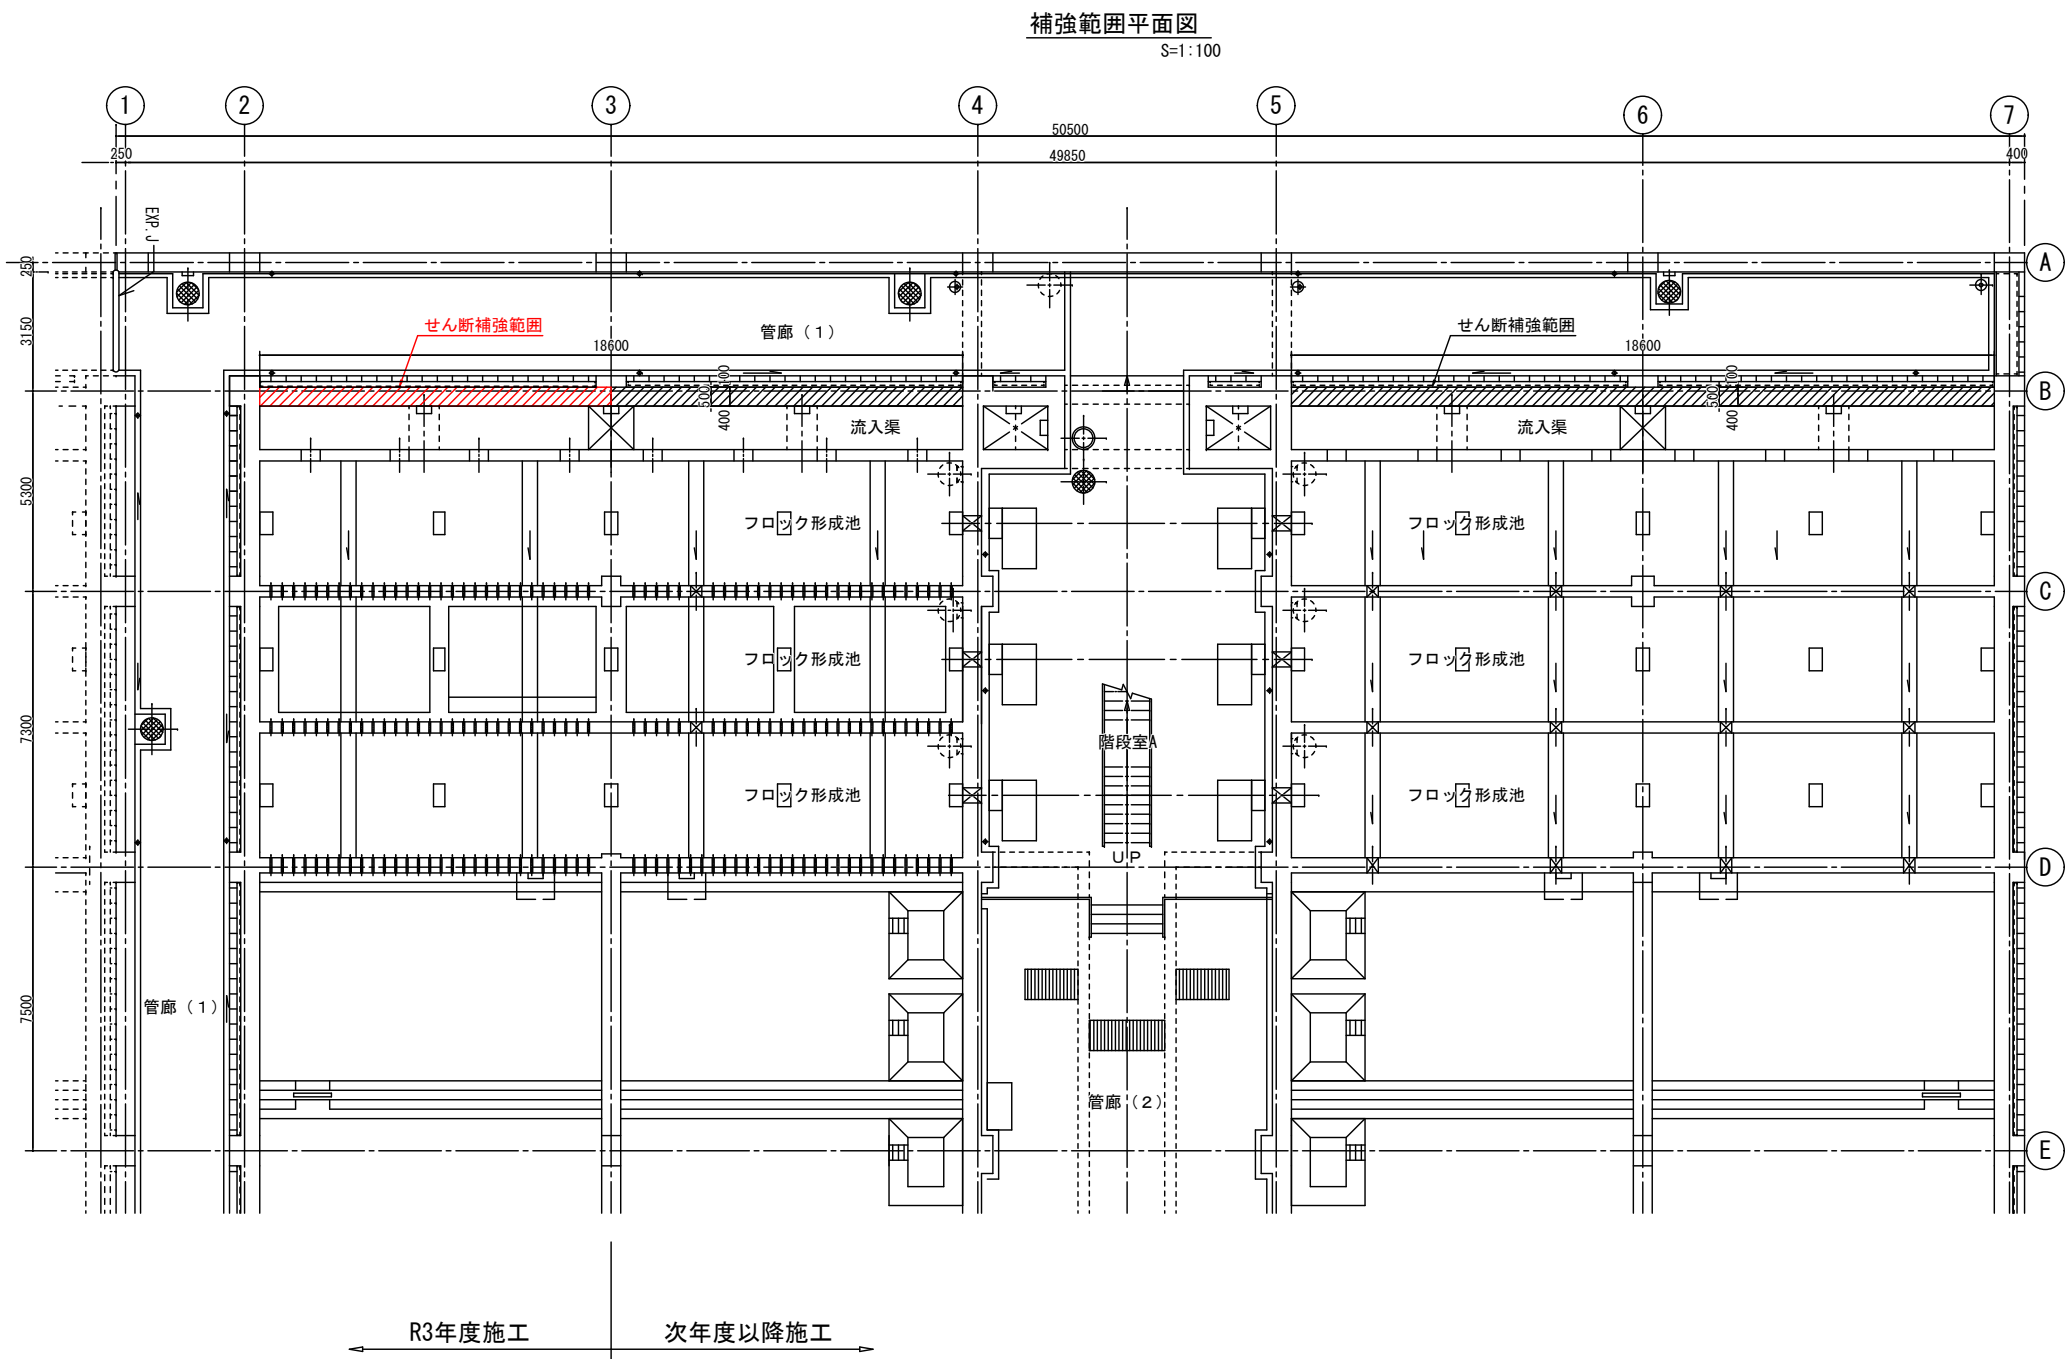 補強範囲平面図
S=1:100
1
2
3
4
5
6
7
50500
250
49850
400
EXP.J
A
250
3150
せん断補強範囲
管廊（１）
せん断補強範囲
18600
18600
B
100
500
400
100
500
400
流入渠
流入渠
5300
フロック形成池
フロック形成池
C
フロック形成池
フロック形成池
7300
階段室A
フロック形成池
フロック形成池
UP
D
7500
管廊（１）
管廊（２）
E
R3年度施工
次年度以降施工